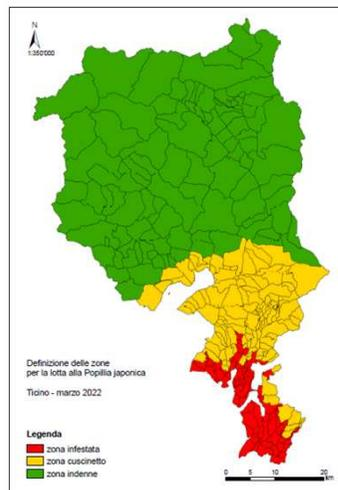 N
1:350'000
Definizione delle zone
per la lotta alla Popillia japonica
Ticino - marzo 2022
Legenda
zona infestata
zona cuscinetto
zona indenne
0 5 10 15 20
km